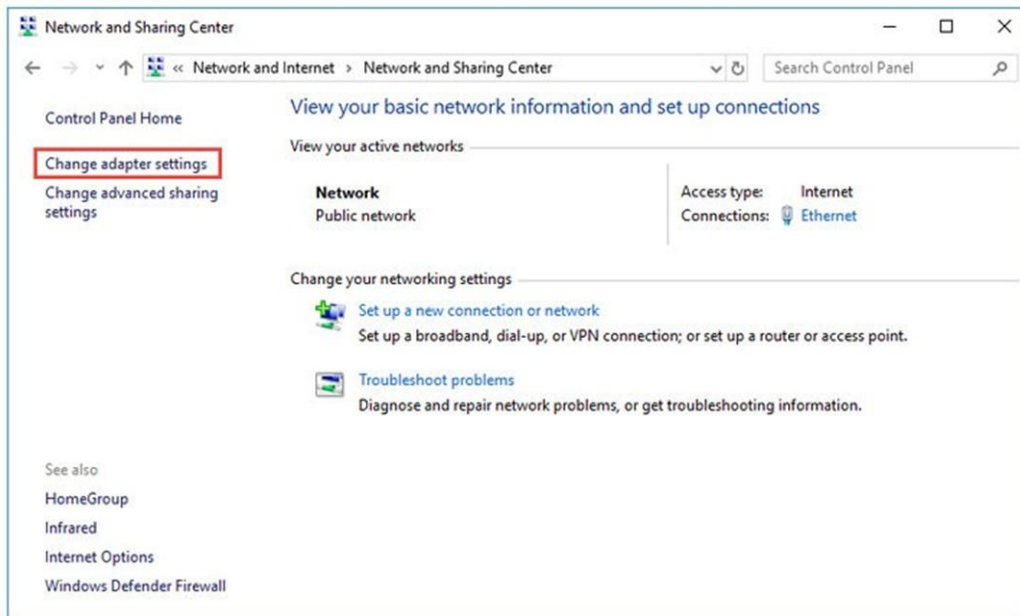 Network and Sharing Center
« Network and Internet › Network and Sharing Center
Search Control Panel
Control Panel Home
Change adapter settings
Change advanced sharing
settings
View your basic network information and set up connections
View your active networks
Network
Public network
Access type: Internet
Connections: Ethernet
Change your networking settings
Set up a new connection or network
Set up a broadband, dial-up, or VPN connection; or set up a router or access point.
Troubleshoot problems
Diagnose and repair network problems, or get troubleshooting information.
See also
HomeGroup
Infrared
Internet Options
Windows Defender Firewall